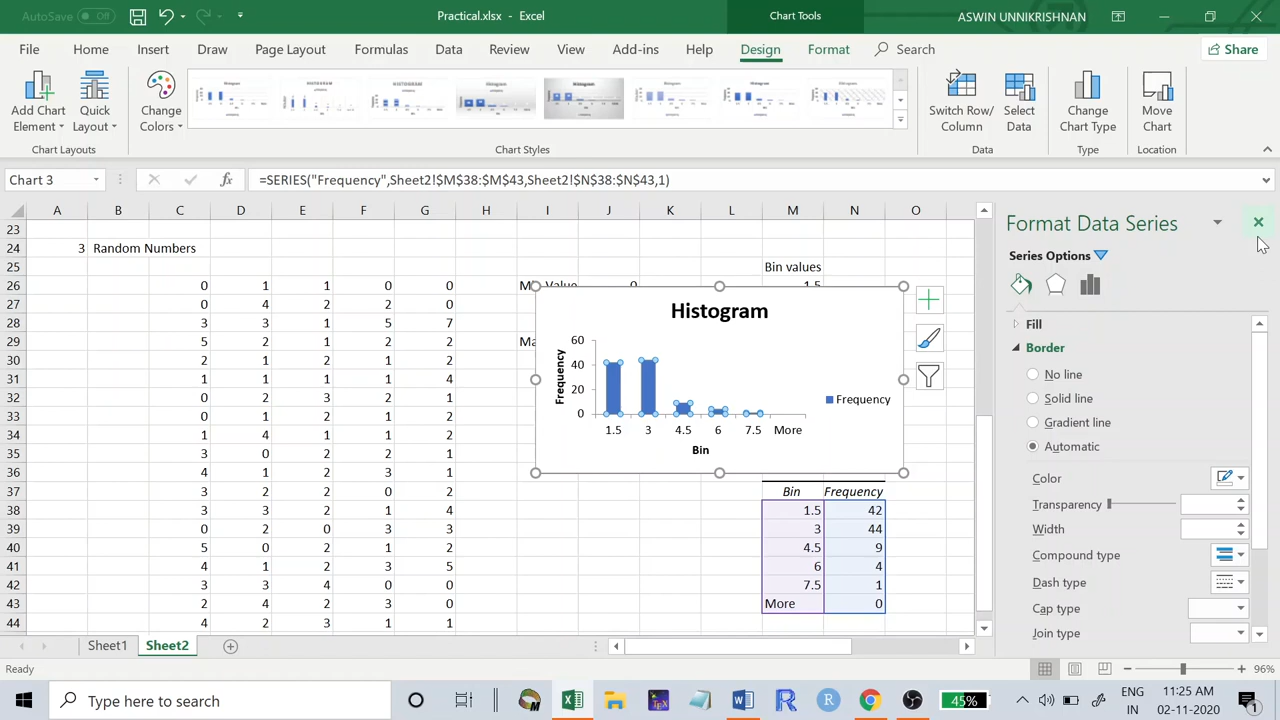 AutoSave Off Practical.xlsx - Excel Chart Tools ASWIN UNNIKRISHNAN
File Home Insert Draw Page Layout Formulas Data Review View Add-ins Help Design Format Search Share
Add Chart Element
Quick Layout
Change Colors
Switch Row/ Column
Select Data
Change Chart Type
Move Chart
Chart Layouts Chart Styles Data Type Location
Chart 3 fx =SERIES("Frequency",Sheet2!$M$38:$M$43,Sheet2!$N$38:$N$43,1)
A B C D E F G H I J K L M N O
23
24 3 Random Numbers
25 Bin values
26 0 1 1 0 0 0 1.5
27 0 4 2 2 0
28 3 3 1 5 7
29 5 2 1 2 2
30 2 1 2 1 2
31 1 1 1 1 4
32 0 2 3 2 1
33 0 1 2 1 2
34 1 4 1 1 2
35 3 0 2 2 1
36 4 1 2 3 1
37 3 2 2 0 2 Bin Frequency
38 3 3 2 1 4 1.5 42
39 0 2 0 3 3 3 44
40 5 0 2 1 2 4.5 9
41 4 1 2 3 3 6 4
42 3 3 4 0 0 7.5 1
43 2 4 2 3 0 More 0
44 4 2 3 1 1
Histogram
Frequency
60
40
20
0
1.5 3 4.5 6 7.5 More
Bin
Frequency
Format Data Series
Series Options
Fill
Border
No line
Solid line
Gradient line
Automatic
Color
Transparency
Width
Compound type
Dash type
Cap type
Join type
Sheet1 Sheet2
Ready 96%
Type here to search 45% ENG IN 11:25 AM 02-11-2020 1